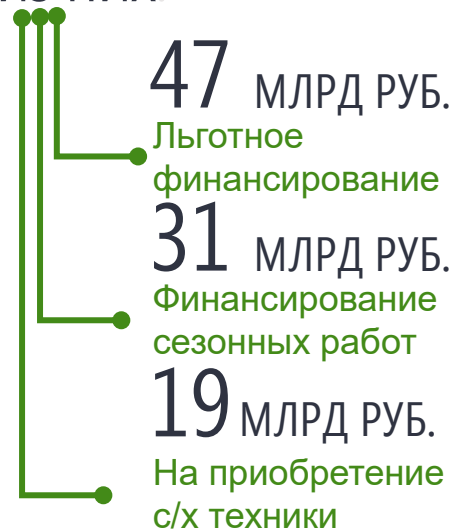 47 МЛРД РУБ.
Льготное
финансирование
31 МЛРД РУБ.
Финансирование
сезонных работ
19 МЛРД РУБ.
На приобретение
с/х техники